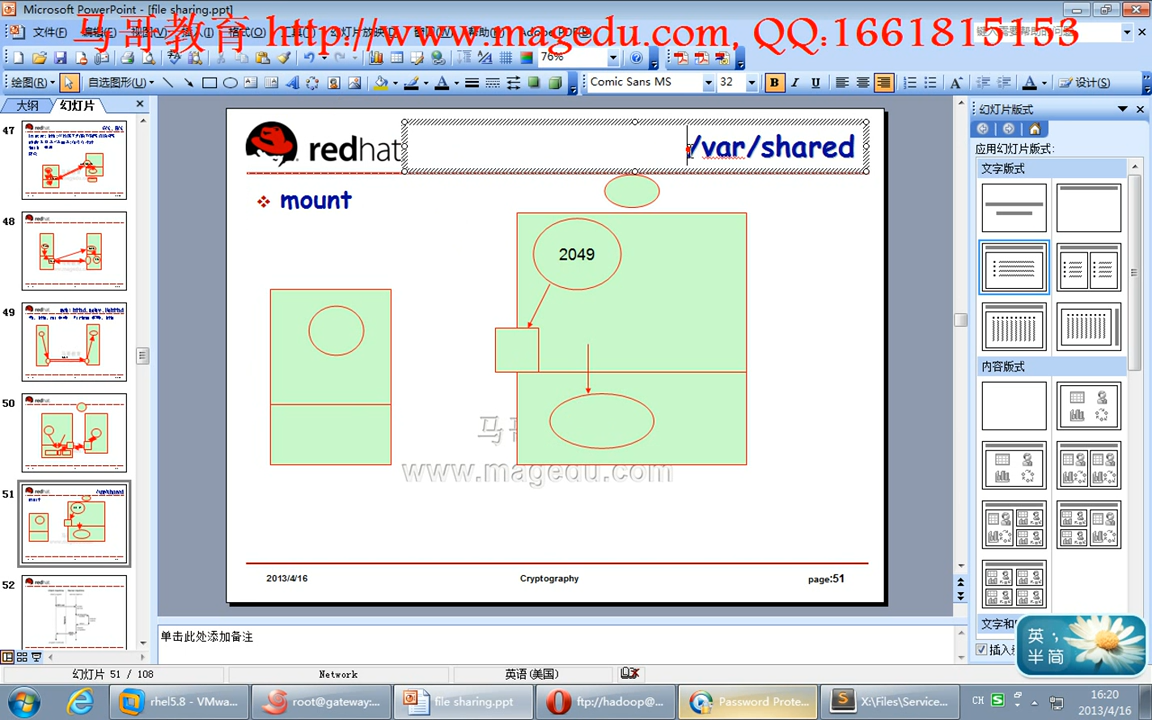 Microsoft PowerPoint - [file sharing.ppt]
马哥教育 http://www.magedu.com, QQ:1661815153
文件(F)
76%
绘图(R)
自选图形(U)
Comic Sans MS
32
B
I
U
设计(S)
大纲
幻灯片
47
48
49
50
51
52
redhat
/var/shared
mount
2049
www.magedu.com
2013/4/16
Cryptography
page:51
单击此处添加备注
幻灯片版式
应用幻灯片版式:
文字版式
内容版式
英
半 简
幻灯片 51 / 108
Network
英语(美国)
rhel5.8 - VMwa...
root@gateway:...
file sharing.ppt
ftp://hadoop@...
Password Prote...
X:\Files\Service...
CH
16:20
2013/4/16